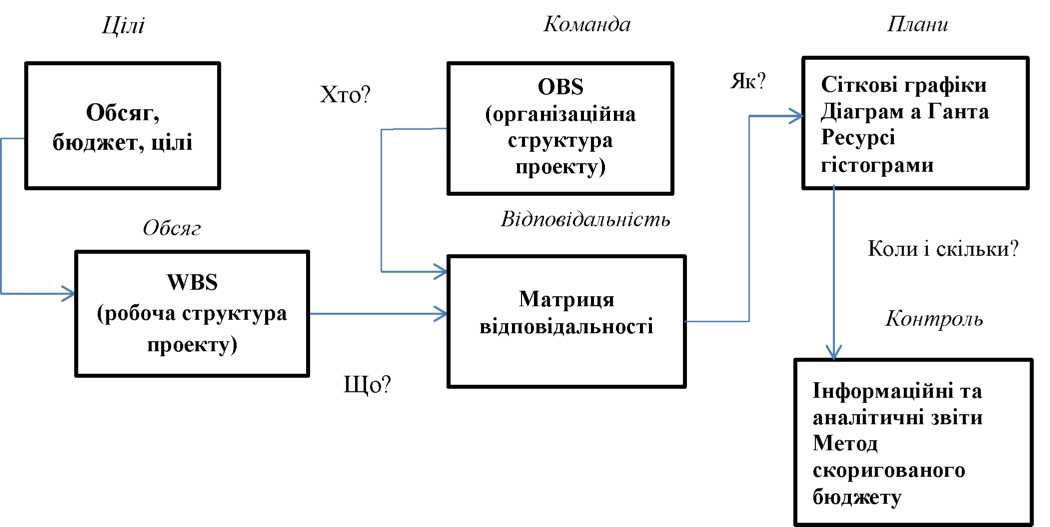 Цілі
Обсяг,
бюджет, цілі
Обсяг
WBS
(робоча структура
проекту)
Хто?
Що?
Команда
OBS
(організаційна
структура
проекту)
Відповідальність
Матриця
відповідальності
Як?
Плани
Сіткові графіки
Діаграм а Ганта
Ресурсі
гістограми
Коли і скільки?
Контроль
Інформаційні та
аналітичні звіти
Метод
скоригованого
бюджету